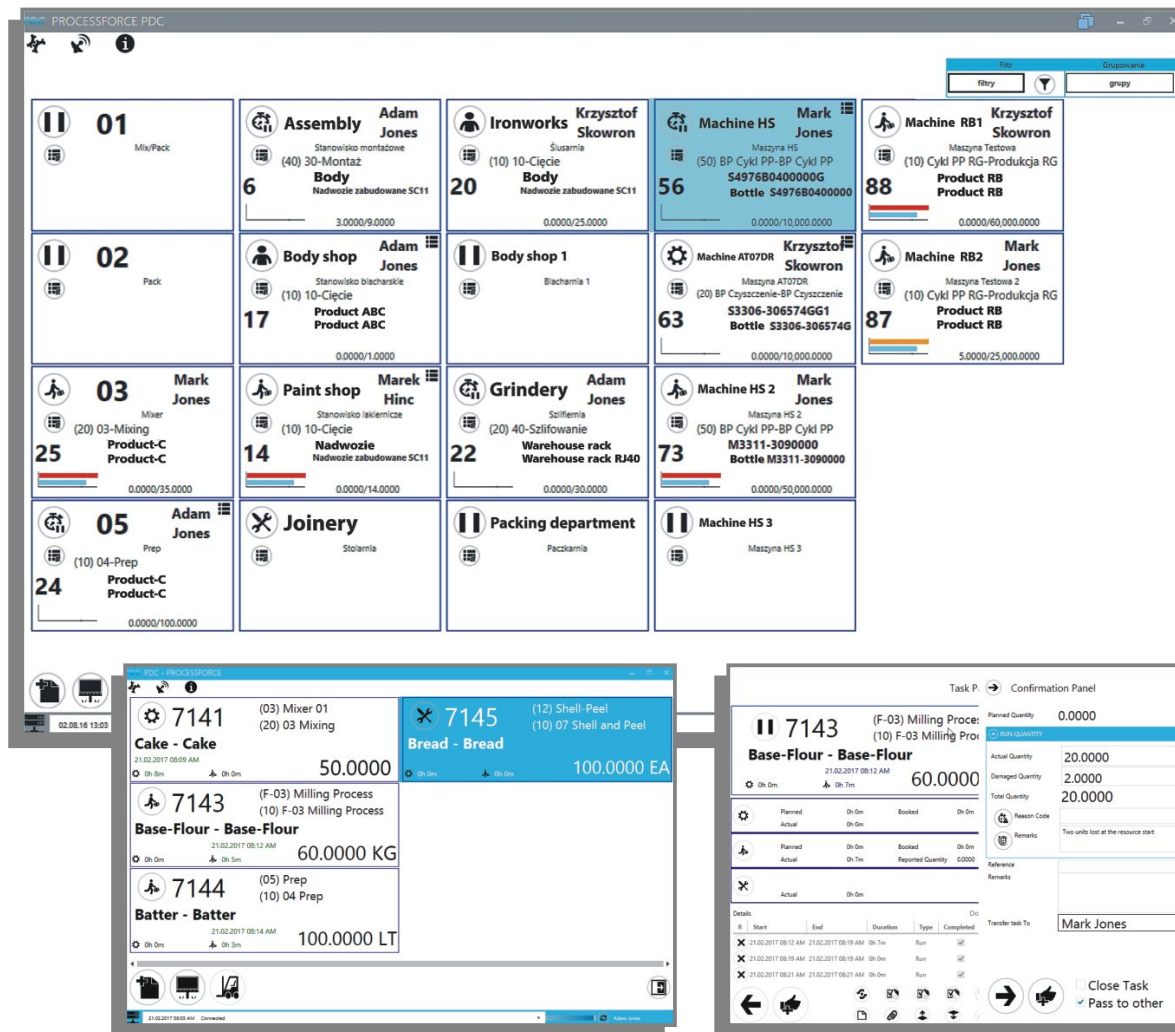 PDC PROCESSFORCE PDC
Filtr
Grupowanie
filtry
grupy
01
Mix/Pack
Assembly
Adam
Jones
Stanowisko montażowe
(40) 30-Montaż
Body
6
Nadwozie zabudowane SC11
3.0000/9.0000
Ironworks
Krzysztof
Skowron
Ślusarnia
(10) 10-Cięcie
Body
20
Nadwozie zabudowane SC11
0.0000/25.0000
Machine HS
Mark
Jones
Maszyna HS
(50) BP Cykl PP-BP Cykl PP
S4976B0400000G
56
Bottle S4976B0400000
0.0000/10,000.0000
Machine RB1
Krzysztof
Skowron
Maszyna Testowa
(10) Cykl PP RG-Produkcja RG
Product RB
88
Product RB
0.0000/60,000.0000
02
Pack
Body shop
Adam
Jones
Stanowisko blacharskie
(10) 10-Cięcie
Product ABC
17
Product ABC
0.0000/1.0000
Body shop 1
Blacharnia 1
Machine AT07DR
Krzysztof
Skowron
Maszyna AT07DR
(20) BP Czyszczenie-BP Czyszczenie
S3306-306574GG1
63
Bottle S3306-306574G
0.0000/10,000.0000
Machine RB2
Mark
Jones
Maszyna Testowa 2
(10) Cykl PP RG-Produkcja RG
Product RB
87
Product RB
5.0000/25,000.0000
03
Mark
Jones
Mixer
(20) 03-Mixing
Product-C
25
Product-C
0.0000/35.0000
Paint shop
Marek
Hinc
Stanowisko lakiernicze
(10) 10-Cięcie
Nadwozie
14
Nadwozie zabudowane SC11
0.0000/14.0000
Grindery
Adam
Jones
Szlifiernia
(20) 40-Szlifowanie
Warehouse rack
22
Warehouse rack RJ40
0.0000/30.0000
Machine HS 2
Mark
Jones
Maszyna HS 2
(50) BP Cykl PP-BP Cykl PP
M3311-3090000
73
Bottle M3311-3090000
0.0000/50,000.0000
05
Adam
Jones
Prep
(10) 04-Prep
Product-C
24
Product-C
0.0000/100.0000
Joinery
Stolarnia
Packing department
Paczkarnia
Machine HS 3
Maszyna HS 3
02.08.16 13:03
PDC - PROCESSFORCE
7141
(03) Mixer 01
(20) 03 Mixing
Cake - Cake
21.02.2017 08:09 AM
0h 8m
0h 0m
50.0000
7145
(12) Shell-Peel
(10) 07 Shell and Peel
Bread - Bread
0h 0m
0h 0m
100.0000 EA
7143
(F-03) Milling Process
(10) F-03 Milling Process
Base-Flour - Base-Flour
21.02.2017 08:12 AM
0h 0m
0h 5m
60.0000 KG
7144
(05) Prep
(10) 04 Prep
Batter - Batter
21.02.2017 08:14 AM
0h 0m
0h 3m
100.0000 LT
21.02.2017 08:03 AM Connected
Adam Jones
Task P
7143
(F-03) Milling Proces
(10) F-03 Milling Pro
Base-Flour - Base-Flour
21.02.2017 08:12 AM
0h 0m
0h 7m
60.0000
Planned 0h 0m Booked 0h 0m
Actual 0h 0m
Planned 0h 0m Booked 0h 0m
Actual 0h 7m Reported Quantity 0.0000
Actual 0h 0m
Details
Do
R Start End Duration Type Completed
21.02.2017 08:12 AM 21.02.2017 08:19 AM 0h 7m Run
21.02.2017 08:19 AM 21.02.2017 08:19 AM 0h 0m Run
21.02.2017 08:21 AM 21.02.2017 08:21 AM 0h 0m Run
Confirmation Panel
Planned Quantity 0.0000
RUN QUANTITY
Actual Quantity 20.0000
Damaged Quantity 2.0000
Total Quantity 20.0000
Reason Code
Remarks Two units lost at the resource start
Reference
Remarks
Transfer task To Mark Jones
Close Task
Pass to other